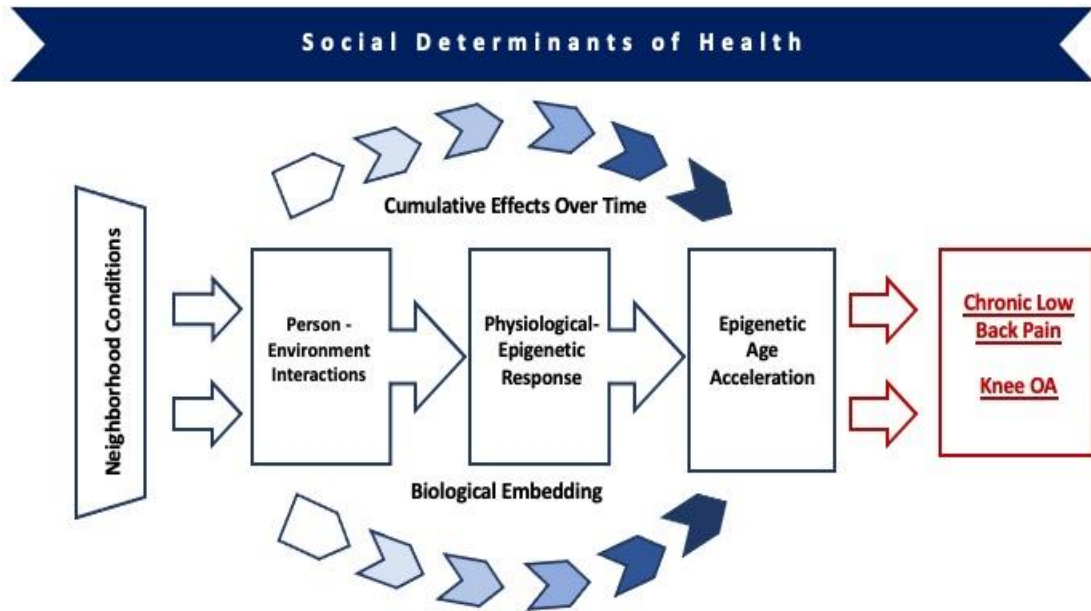 Social Determinants of Health
Cumulative Effects Over Time
Neighborhood Conditions
Person -
Environment
Interactions
Physiological-
Epigenetic
Response
Epigenetic
Age
Acceleration
Chronic Low
Back Pain
Knee OA
Biological Embedding